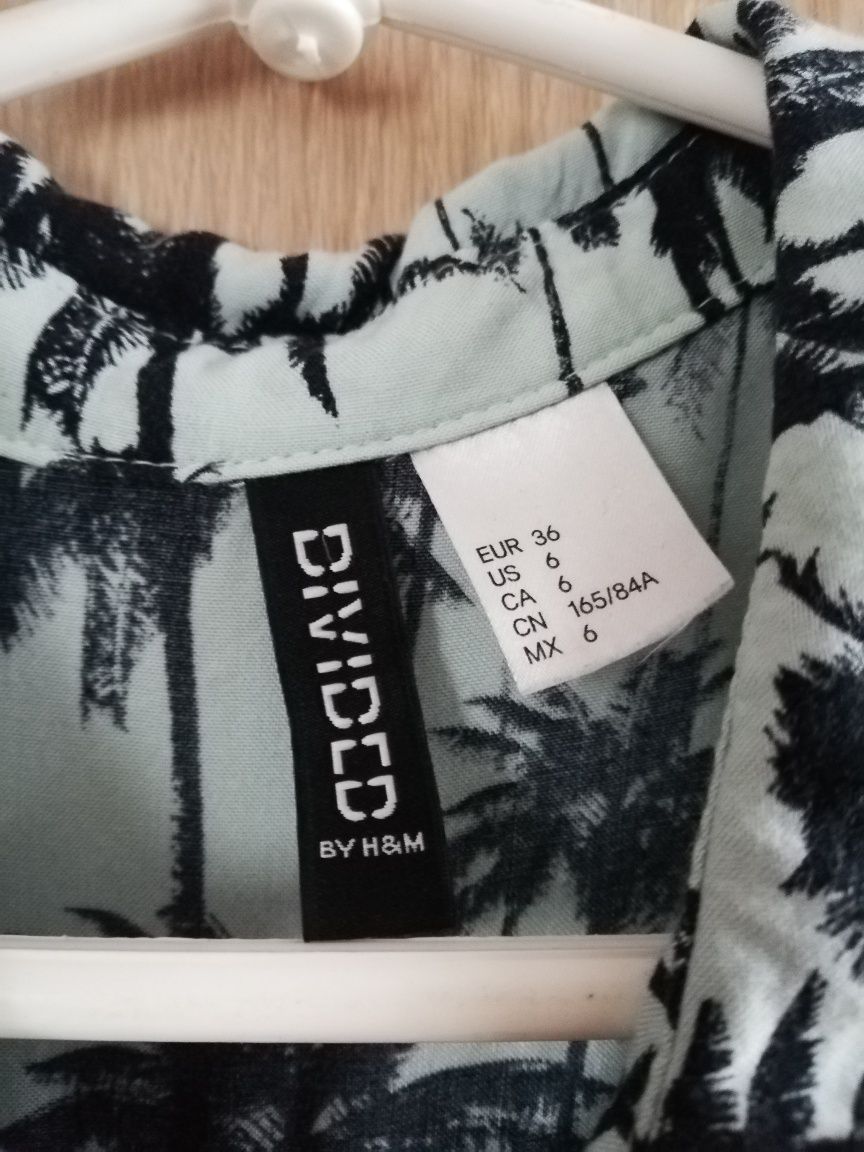 DIVIDED
BY H&M
EUR 36
US 6
CA 6
CN 165/84A
MX 6